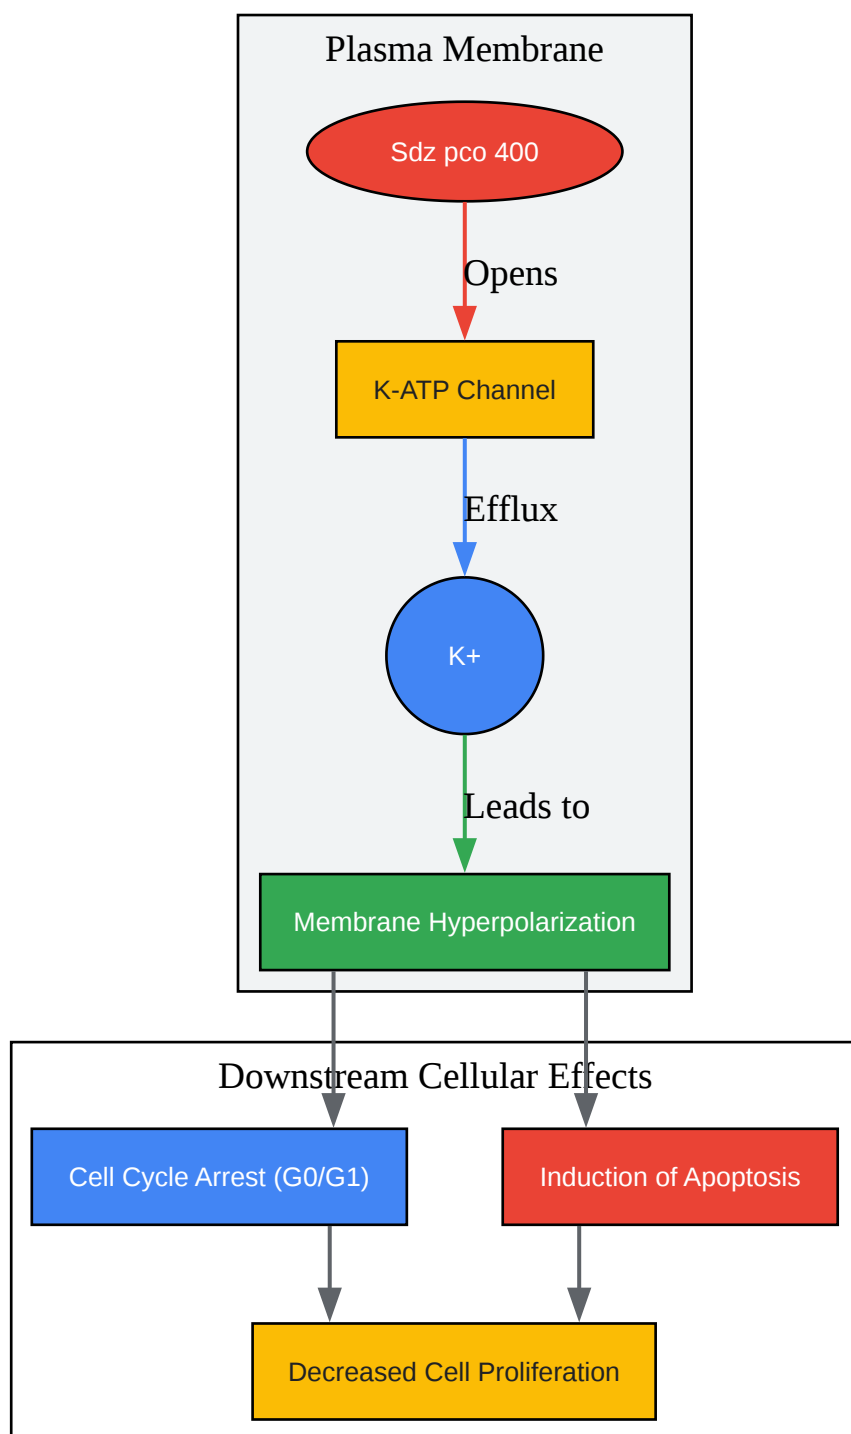 Plasma Membrane
Sdz pco 400
Opens
K-ATP Channel
Efflux
K+
Leads to
Membrane Hyperpolarization
Downstream Cellular Effects
Cell Cycle Arrest (G0/G1)
Induction of Apoptosis
Decreased Cell Proliferation